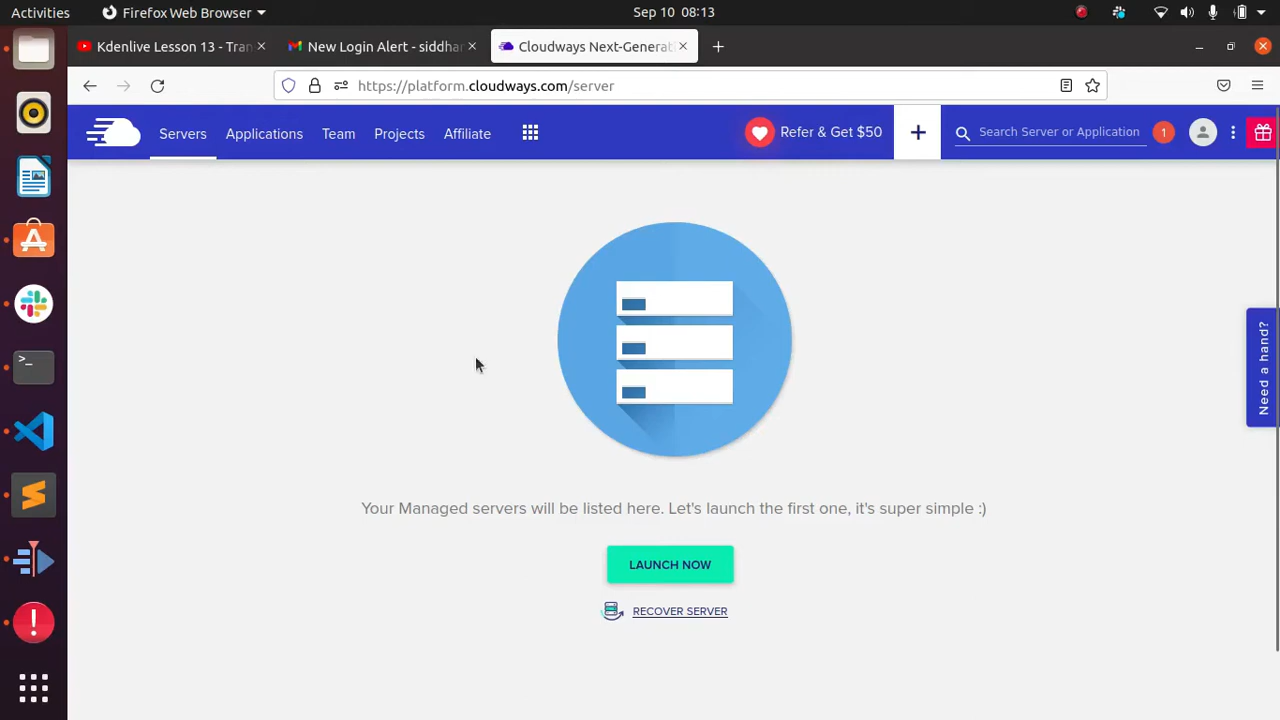 Activities
Firefox Web Browser
Sep 10 08:13
Kdenlive Lesson 13 - Tran
New Login Alert - siddhar
Cloudways Next-Generat
https://platform.cloudways.com/server
Servers
Applications
Team
Projects
Affiliate
Refer & Get $50
+
Search Server or Application
1
Need a hand?
Your Managed servers will be listed here. Let's launch the first one, it's super simple :)
LAUNCH NOW
RECOVER SERVER